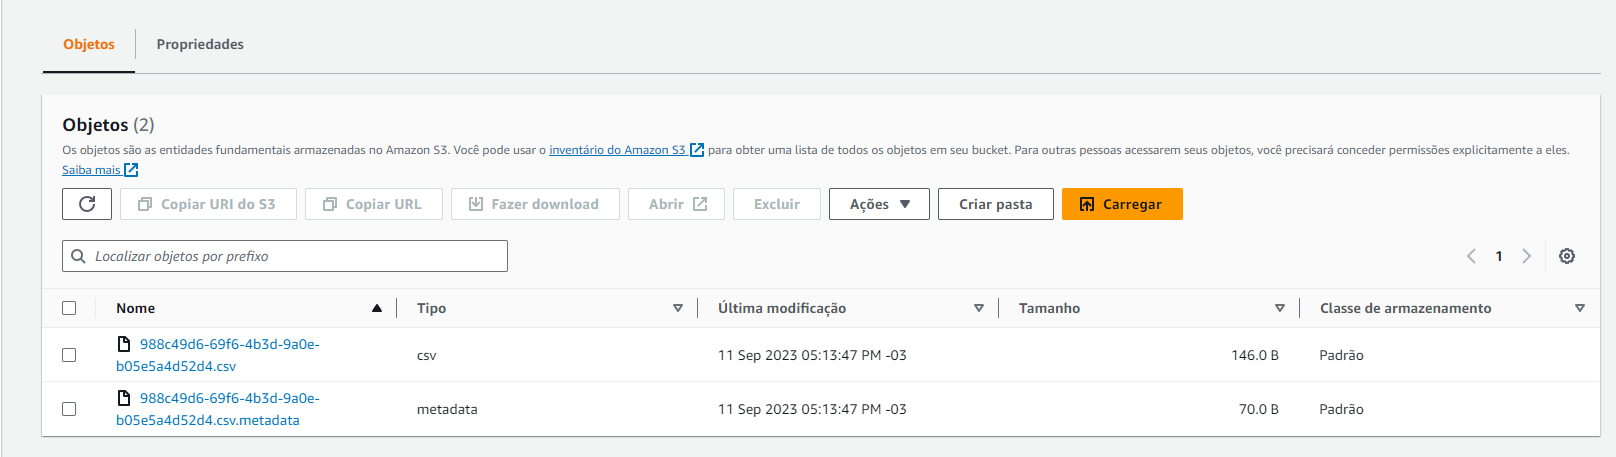 Objetos Propriedades
Objetos (2)
Os objetos são as entidades fundamentais armazenadas no Amazon S3. Você pode usar o inventário do Amazon S3 para obter uma lista de todos os objetos em seu bucket. Para outras pessoas acessarem seus objetos, você precisará conceder permissões explicitamente a eles.
Saiba mais
Copiar URI do S3 Copiar URL Fazer download Abrir Excluir Ações Criar pasta Carregar
Localizar objetos por prefixo 1
Nome Tipo Última modificação Tamanho Classe de armazenamento
988c49d6-69f6-4b3d-9a0e-
b05e5a4d52d4.csv csv 11 Sep 2023 05:13:47 PM -03 146.0 B Padrão
988c49d6-69f6-4b3d-9a0e-
b05e5a4d52d4.csv.metadata metadata 11 Sep 2023 05:13:47 PM -03 70.0 B Padrão